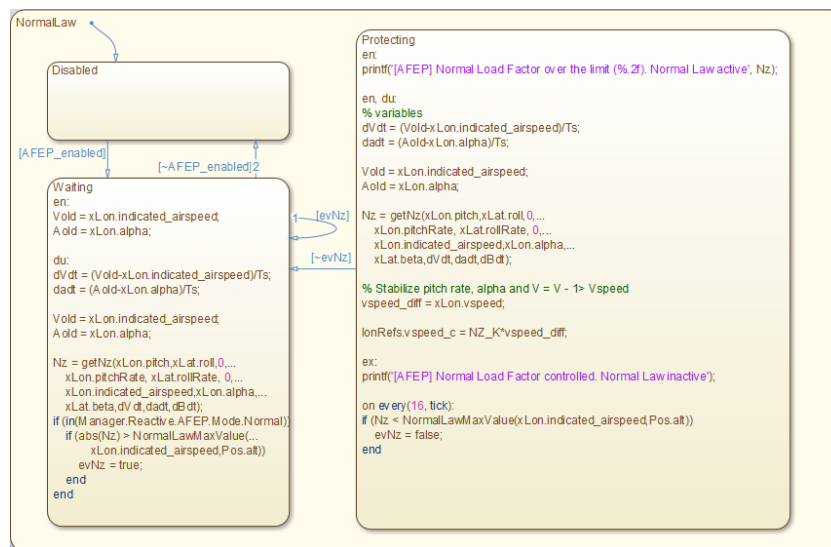 NormalLaw
Disabled
[AFEP_enabled]
[~AFEP_enabled]2
Waiting
en:
Vold = xLon.indicated_airspeed;
Aold = xLon.alpha;
du:
dVdt = (Vold-xLon.indicated_airspeed)/Ts;
dadt = (Aold-xLon.alpha)/Ts;
Vold = xLon.indicated_airspeed;
Aold = xLon.alpha;
Nz = getNz(xLon.pitch,xLat.roll,0,...
xLon.pitchRate, xLat.rollRate, 0,...
xLon.indicated_airspeed,xLon.alpha,...
xLat.beta,dVdt,dadt,dBdt);
if (in(Manager.Reactive.AFEP.Mode.Normal))
if (abs(Nz) > NormalLawMaxValue(...
xLon.indicated_airspeed,Pos.alt))
evNz = true;
end
end
1
[evNz]
[~evNz]
Protecting
en:
printf('[AFEP] Normal Load Factor over the limit (%.2f). Normal Law active', Nz);
en, du:
% variables
dVdt = (Vold-xLon.indicated_airspeed)/Ts;
dadt = (Aold-xLon.alpha)/Ts;
Vold = xLon.indicated_airspeed;
Aold = xLon.alpha;
Nz = getNz(xLon.pitch,xLat.roll,0,...
xLon.pitchRate, xLat.rollRate, 0,...
xLon.indicated_airspeed,xLon.alpha,...
xLat.beta,dVdt,dadt,dBdt);
% Stabilize pitch rate, alpha and V = V - 1> Vspeed
vspeed_diff = xLon.vspeed;
lonRefs.vspeed_c = NZ_K*vspeed_diff;
ex:
printf('[AFEP] Normal Load Factor controlled. Normal Law inactive');
on every(16, tick):
if (Nz < NormalLawMaxValue(xLon.indicated_airspeed,Pos.alt))
evNz = false;
end